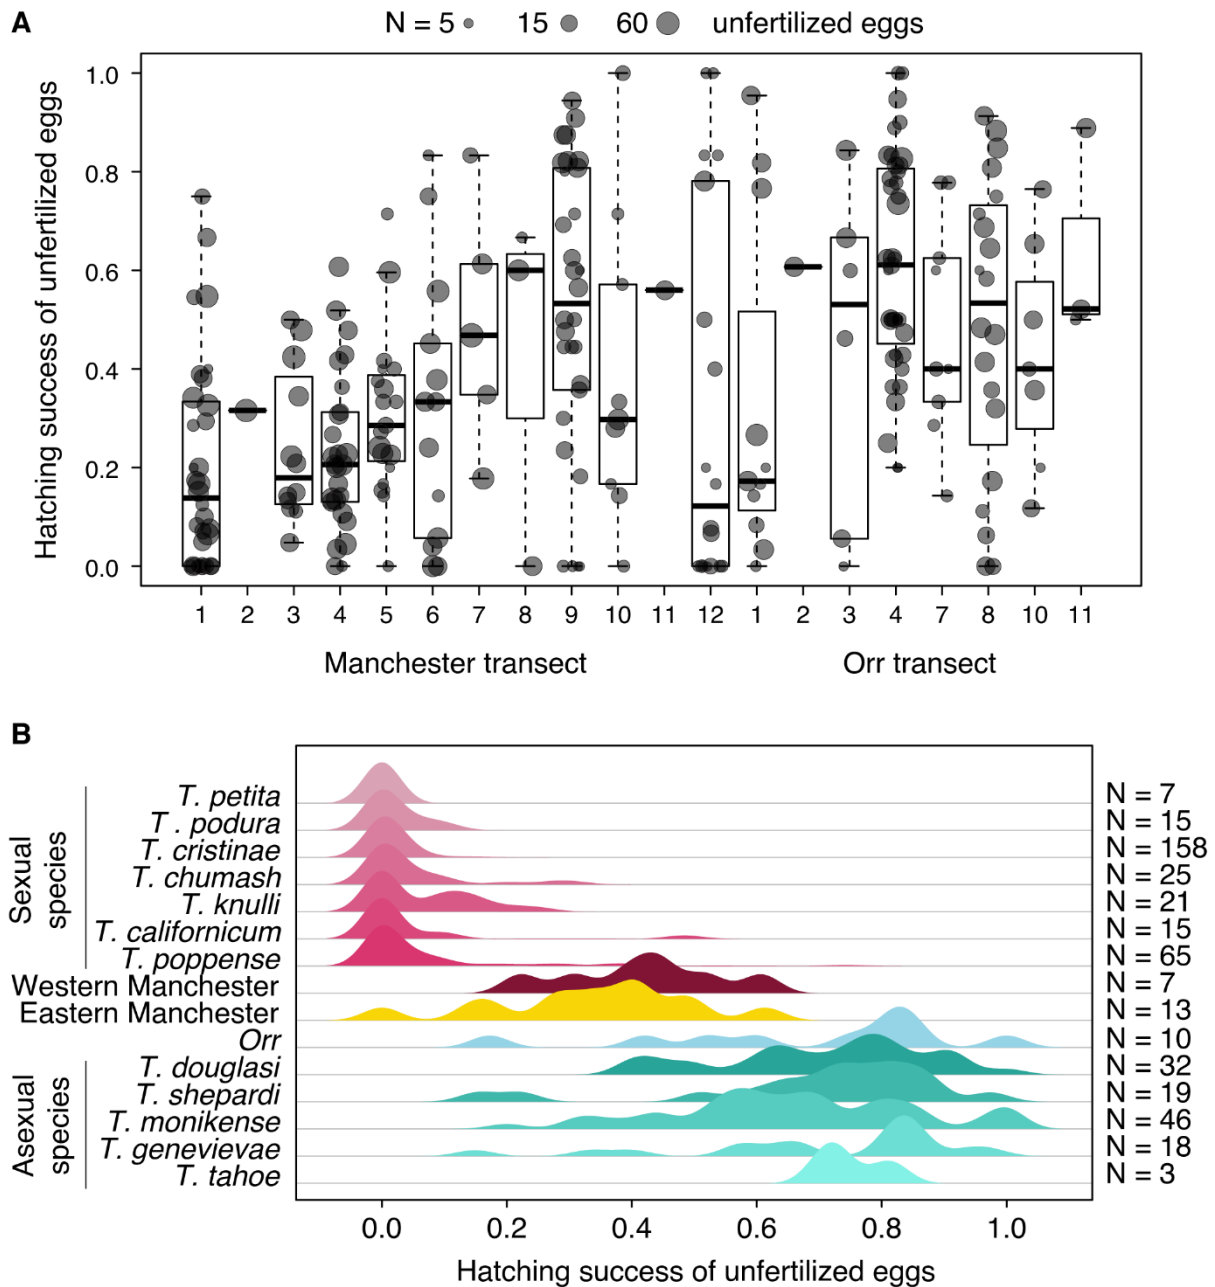 A
N = 5 15 60 unfertilized eggs
Hatching success of unfertilized eggs
1.0
0.8
0.6
0.4
0.2
0.0
1 2 3 4 5 6 7 8 9 10 11 12 1 2 3 4 7 8 10 11
Manchester transect Orr transect
B
Sexual
species
T. petita N = 7
T . podura N = 15
T. cristinae N = 158
T. chumash N = 25
T. knulli N = 21
T. californicum N = 15
T. poppense N = 65
Western Manchester N = 7
Eastern Manchester N = 13
Orr N = 10
Asexual
species
T. douglasi N = 32
T. shepardi N = 19
T. monikense N = 46
T. genevievae N = 18
T. tahoe N = 3
0.0 0.2 0.4 0.6 0.8 1.0
Hatching success of unfertilized eggs